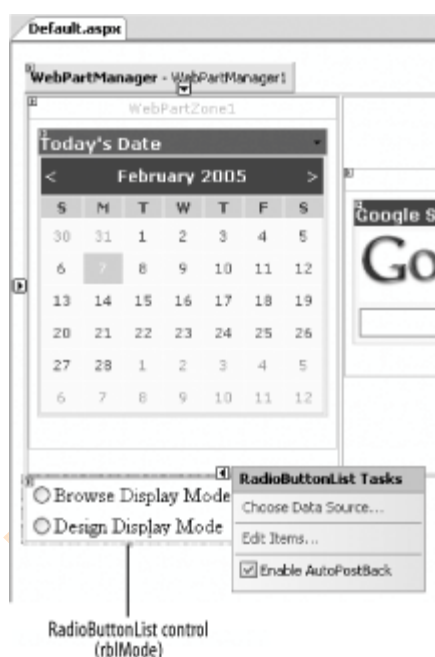 Default.aspx
WebPartManager - WebPartManager1
WebPartZone1
Today's Date
< February 2005 >
S M T W T F S
30 31 1 2 3 4 5
6 7 8 9 10 11 12
13 14 15 16 17 18 19
20 21 22 23 24 25 26
27 28 1 2 3 4 5
6 7 8 9 10 11 12
Google S
Go
Browse Display Mode
Design Display Mode
RadioButtonList Tasks
Choose Data Source...
Edit Items...
Enable AutoPostBack
RadioButtonList control
(rblMode)